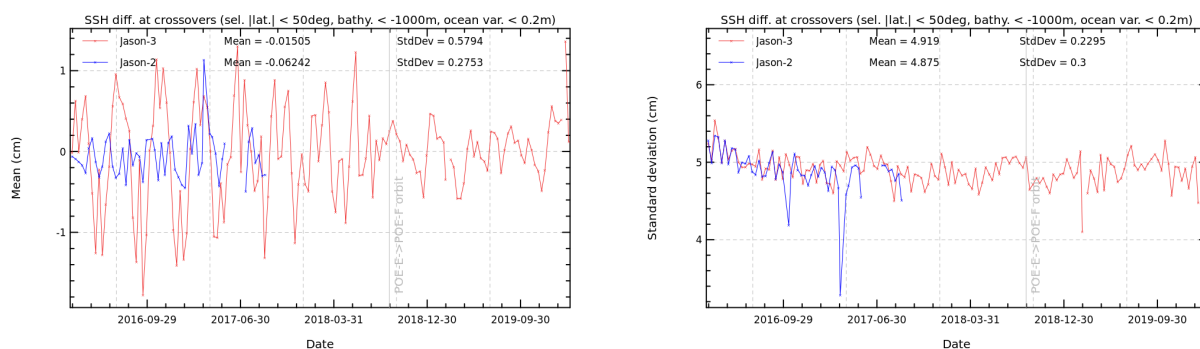 SSH diff. at crossovers (sel. |lat.| < 50deg, bathy. < -1000m, ocean var. < 0.2m)
Jason-3 Mean = -0.01505 StdDev = 0.5794
Jason-2 Mean = -0.06242 StdDev = 0.2753
1
0
-1
Mean (cm)
POE-E->POE-F orbit
2016-09-29 2017-06-30 2018-03-31 2018-12-30 2019-09-30
Date
SSH diff. at crossovers (sel. |lat.| < 50deg, bathy. < -1000m, ocean var. < 0.2m)
Jason-3 Mean = 4.919 StdDev = 0.2295
Jason-2 Mean = 4.875 StdDev = 0.3
6
5
4
Standard deviation (cm)
POE-E->POE-F orbit
2016-09-29 2017-06-30 2018-03-31 2018-12-30 2019-09-30
Date